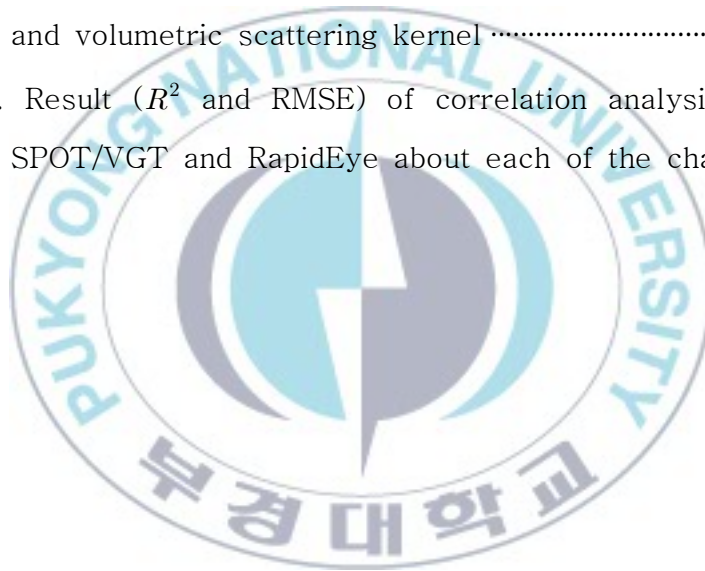 and volumetric scattering kernel ································
. Result (R² and RMSE) of correlation analysi
SPOT/VGT and RapidEye about each of the cha
PUKYONG NATIONAL UNIVERSITY
부경대학교